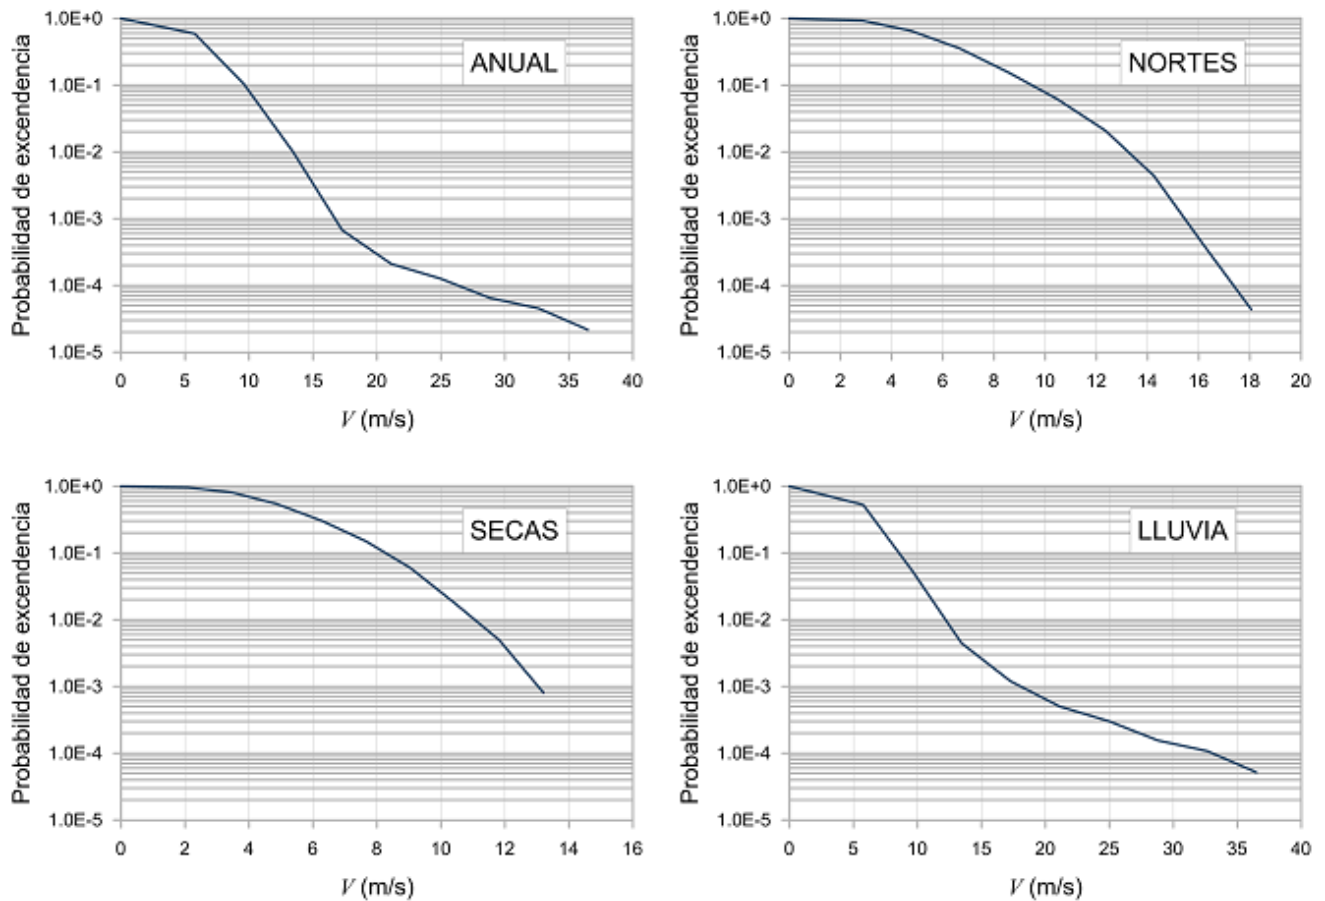 ANUAL
Probabilidad de excendencia
1.0E+0
1.0E-1
1.0E-2
1.0E-3
1.0E-4
1.0E-5
0 5 10 15 20 25 30 35 40
V (m/s)
NORTES
Probabilidad de excendencia
1.0E+0
1.0E-1
1.0E-2
1.0E-3
1.0E-4
1.0E-5
0 2 4 6 8 10 12 14 16 18 20
V (m/s)
SECAS
Probabilidad de excendencia
1.0E+0
1.0E-1
1.0E-2
1.0E-3
1.0E-4
1.0E-5
0 2 4 6 8 10 12 14 16
V (m/s)
LLUVIA
Probabilidad de excendencia
1.0E+0
1.0E-1
1.0E-2
1.0E-3
1.0E-4
1.0E-5
0 5 10 15 20 25 30 35 40
V (m/s)